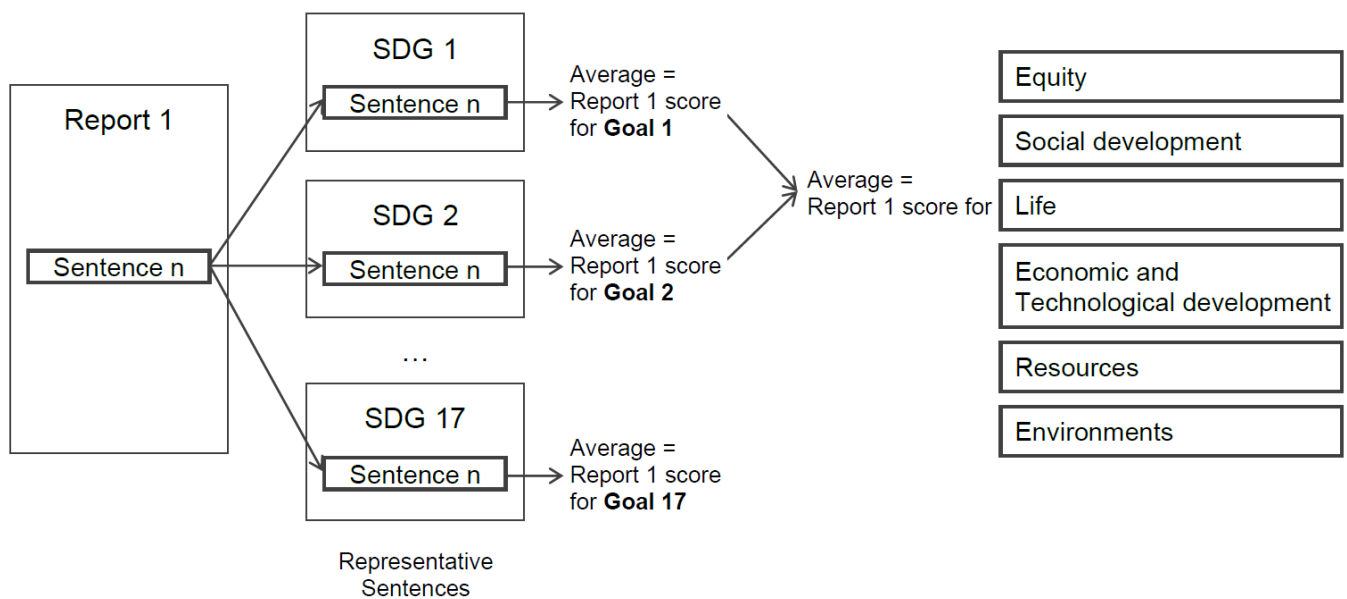 Report 1
Sentence n
SDG 1
Sentence n
Average =
Report 1 score
for Goal 1
SDG 2
Sentence n
Average =
Report 1 score
for Goal 2
...
SDG 17
Sentence n
Average =
Report 1 score
for Goal 17
Representative
Sentences
Average =
Report 1 score for
Equity
Social development
Life
Economic and
Technological development
Resources
Environments